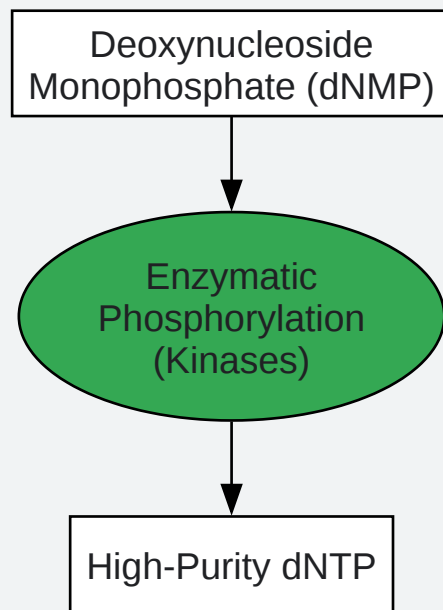 Deoxynucleoside
Monophosphate (dNMP)
Enzymatic
Phosphorylation
(Kinases)
High-Purity dNTP